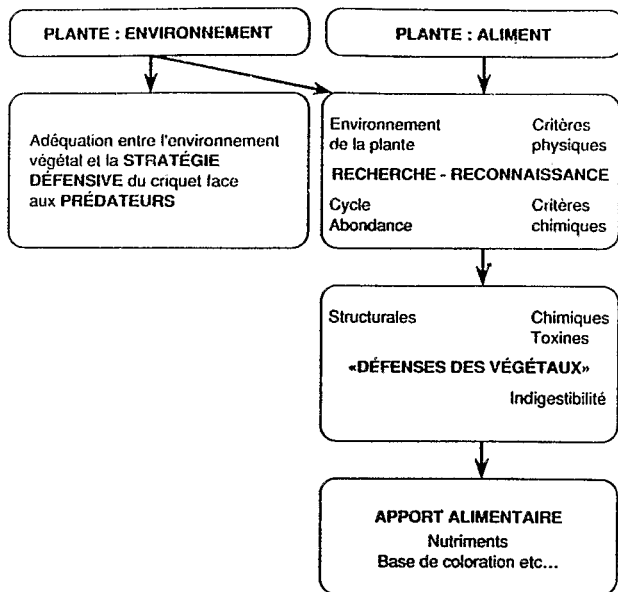 PLANTE : ENVIRONNEMENT
PLANTE : ALIMENT
Adéquation entre l'environnement
végétal et la STRATÉGIE
DÉFENSIVE du criquet face
aux PRÉDATEURS
Environnement
de la plante
Critères
physiques
RECHERCHE - RECONNAISSANCE
Cycle
Abondance
Critères
chimiques
Structurales
Chimiques
Toxines
«DÉFENSES DES VÉGÉTAUX»
Indigestibilité
APPORT ALIMENTAIRE
Nutriments
Base de coloration etc...